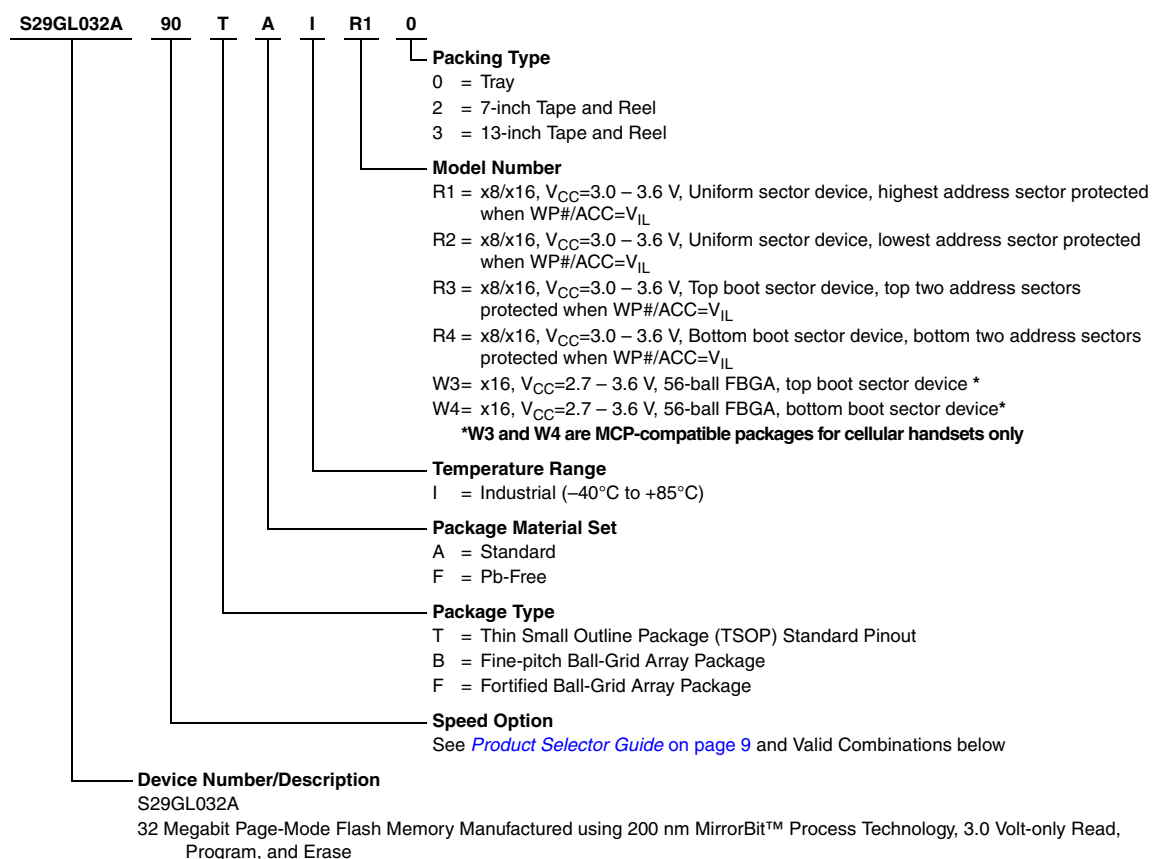 S29GL032A 90 T A I R1 0
Packing Type
0 = Tray
2 = 7-inch Tape and Reel
3 = 13-inch Tape and Reel
Model Number
R1 = x8/x16, VCC=3.0 – 3.6 V, Uniform sector device, highest address sector protected
when WP#/ACC=VIL
R2 = x8/x16, VCC=3.0 – 3.6 V, Uniform sector device, lowest address sector protected
when WP#/ACC=VIL
R3 = x8/x16, VCC=3.0 – 3.6 V, Top boot sector device, top two address sectors
protected when WP#/ACC=VIL
R4 = x8/x16, VCC=3.0 – 3.6 V, Bottom boot sector device, bottom two address sectors
protected when WP#/ACC=VIL
W3= x16, VCC=2.7 – 3.6 V, 56-ball FBGA, top boot sector device *
W4= x16, VCC=2.7 – 3.6 V, 56-ball FBGA, bottom boot sector device*
*W3 and W4 are MCP-compatible packages for cellular handsets only
Temperature Range
I = Industrial (–40°C to +85°C)
Package Material Set
A = Standard
F = Pb-Free
Package Type
T = Thin Small Outline Package (TSOP) Standard Pinout
B = Fine-pitch Ball-Grid Array Package
F = Fortified Ball-Grid Array Package
Speed Option
See Product Selector Guide on page 9 and Valid Combinations below
Device Number/Description
S29GL032A
32 Megabit Page-Mode Flash Memory Manufactured using 200 nm MirrorBit™ Process Technology, 3.0 Volt-only Read,
Program, and Erase